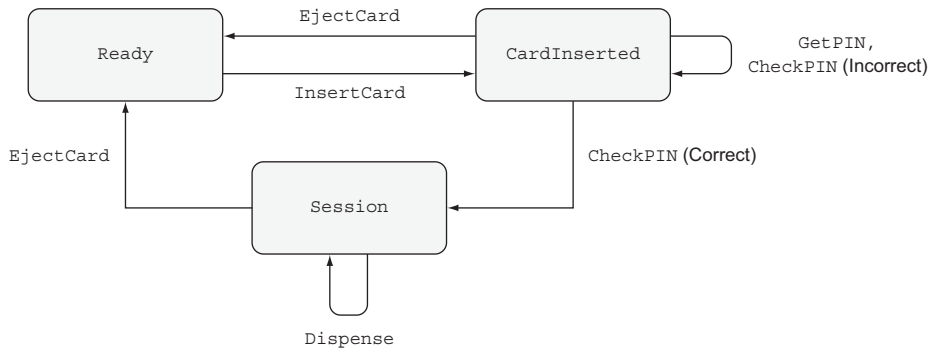 EjectCard
Ready
CardInserted
GetPIN,
CheckPIN (Incorrect)
InsertCard
EjectCard
CheckPIN (Correct)
Session
Dispense